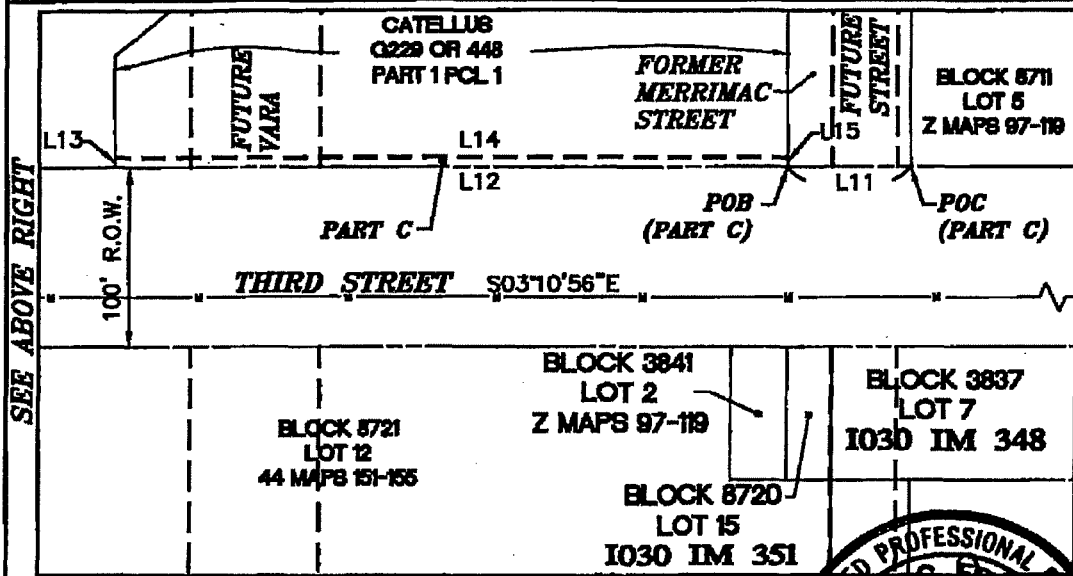 CATELLUS
Q229 OR 448
PART 1 PCL 1
FUTURE
VARA
FORMER
MERRIMAC
STREET
FUTURE
STREET
BLOCK 8711
LOT 5
Z MAPS 97-119
L13
L14
L15
L12
L11
PART C
POB
(PART C)
POC
(PART C)
SEE ABOVE RIGHT
100' R.O.W.
THIRD STREET S03°10'56"E
BLOCK 8721
LOT 12
44 MAPS 151-155
BLOCK 3841
LOT 2
Z MAPS 97-119
BLOCK 3837
LOT 7
I030 IM 348
BLOCK 8720
LOT 15
I030 IM 351
PROFESSIONAL